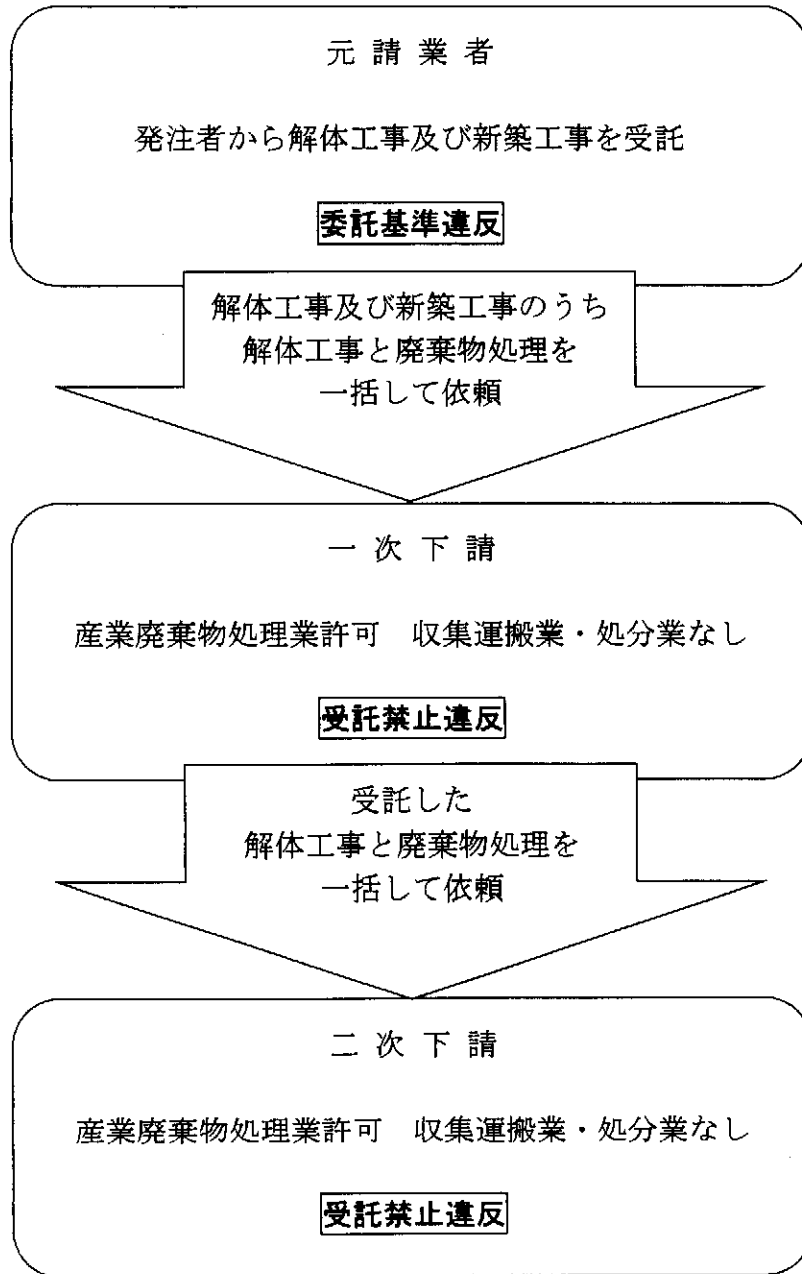 元請業者
発注者から解体工事及び新築工事を受託
委託基準違反
解体工事及び新築工事のうち
解体工事と廃棄物処理を
一括して依頼
一次下請
産業廃棄物処理業許可　収集運搬業・処分業なし
受託禁止違反
受託した
解体工事と廃棄物処理を
一括して依頼
二次下請
産業廃棄物処理業許可　収集運搬業・処分業なし
受託禁止違反